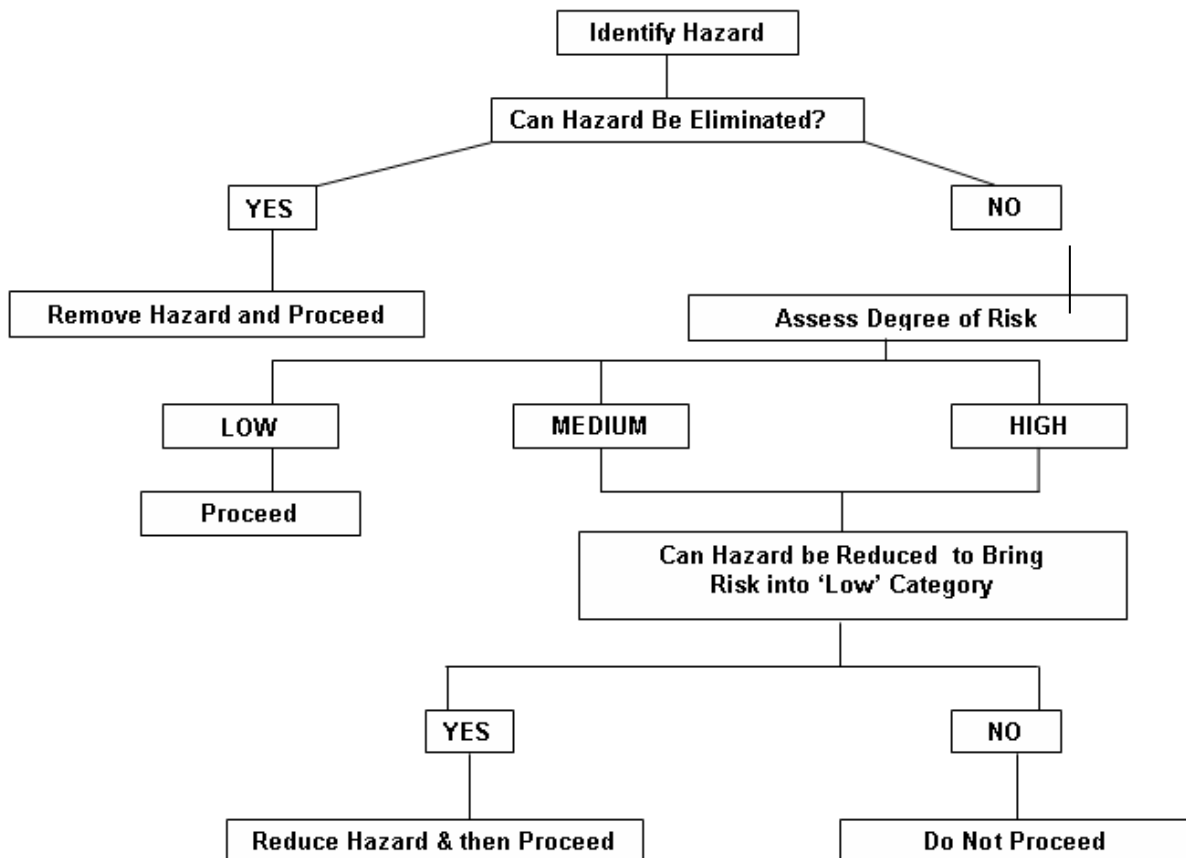 Identify Hazard
Can Hazard Be Eliminated?
YES
NO
Remove Hazard and Proceed
Assess Degree of Risk
LOW
MEDIUM
HIGH
Proceed
Can Hazard be Reduced to Bring
Risk into ‘Low’ Category
YES
NO
Reduce Hazard & then Proceed
Do Not Proceed